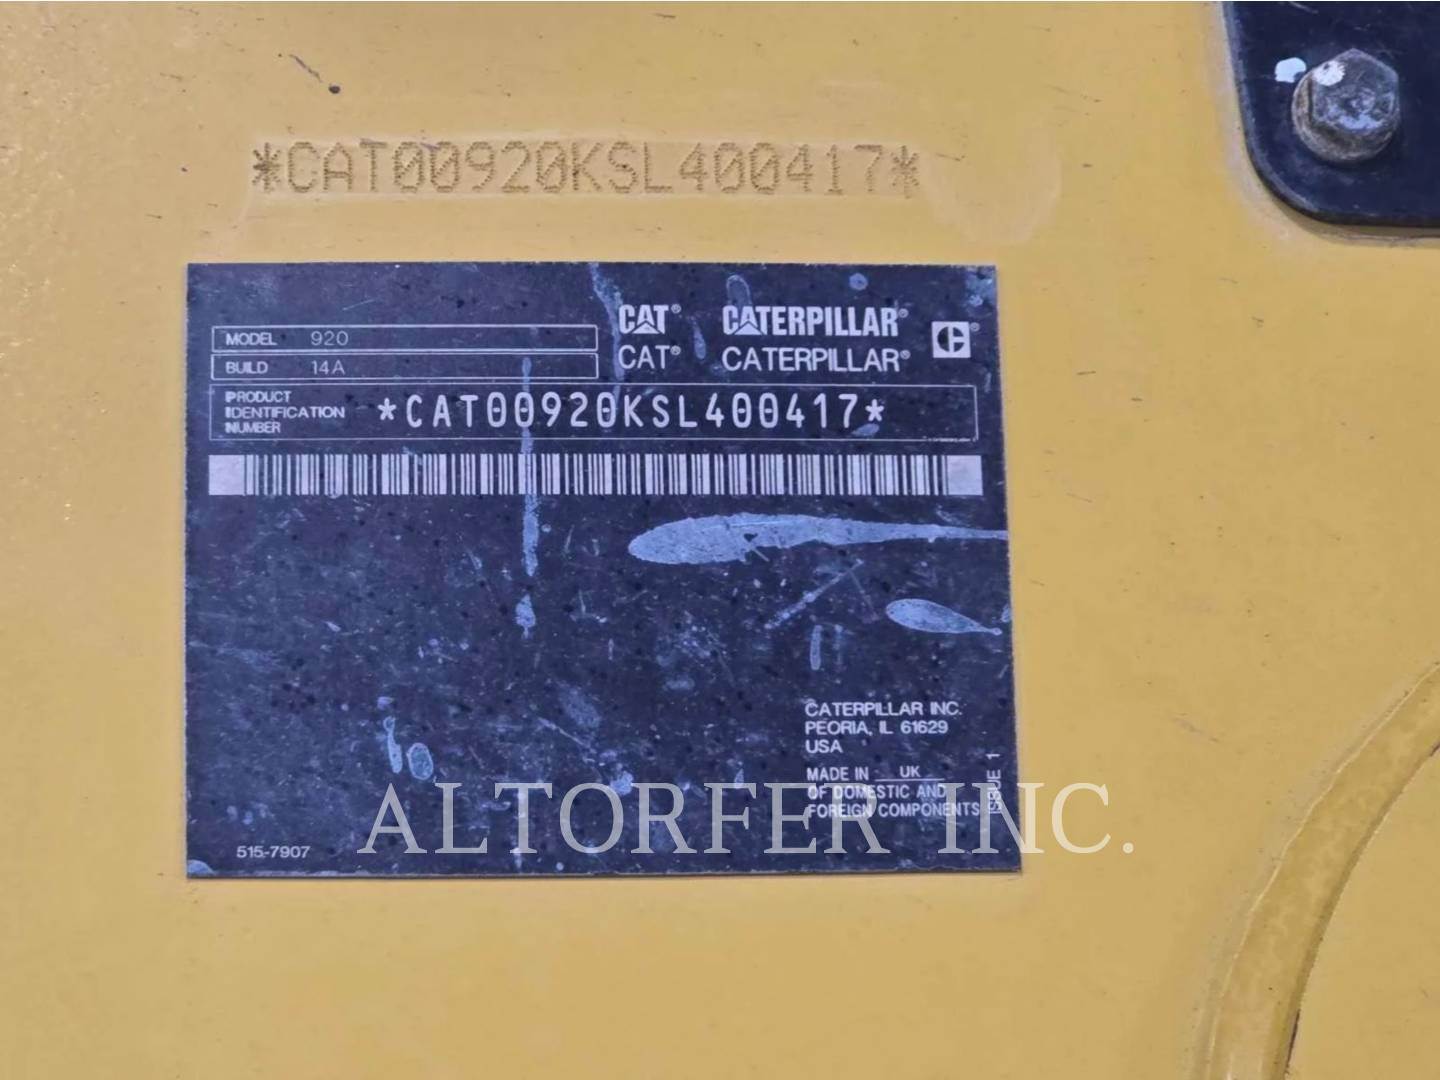 *CAT00920KSL400417*
MODEL 920
BUILD 14A
CAT® CATERPILLAR®
CAT® CATERPILLAR®
PRODUCT
IDENTIFICATION
NUMBER
*CAT00920KSL400417*
CATERPILLAR INC.
PEORIA, IL 61629
USA
MADE IN UK
OF DOMESTIC AND
FOREIGN COMPONENTS
ISSUE 1
515-7907
ALTORFER INC.